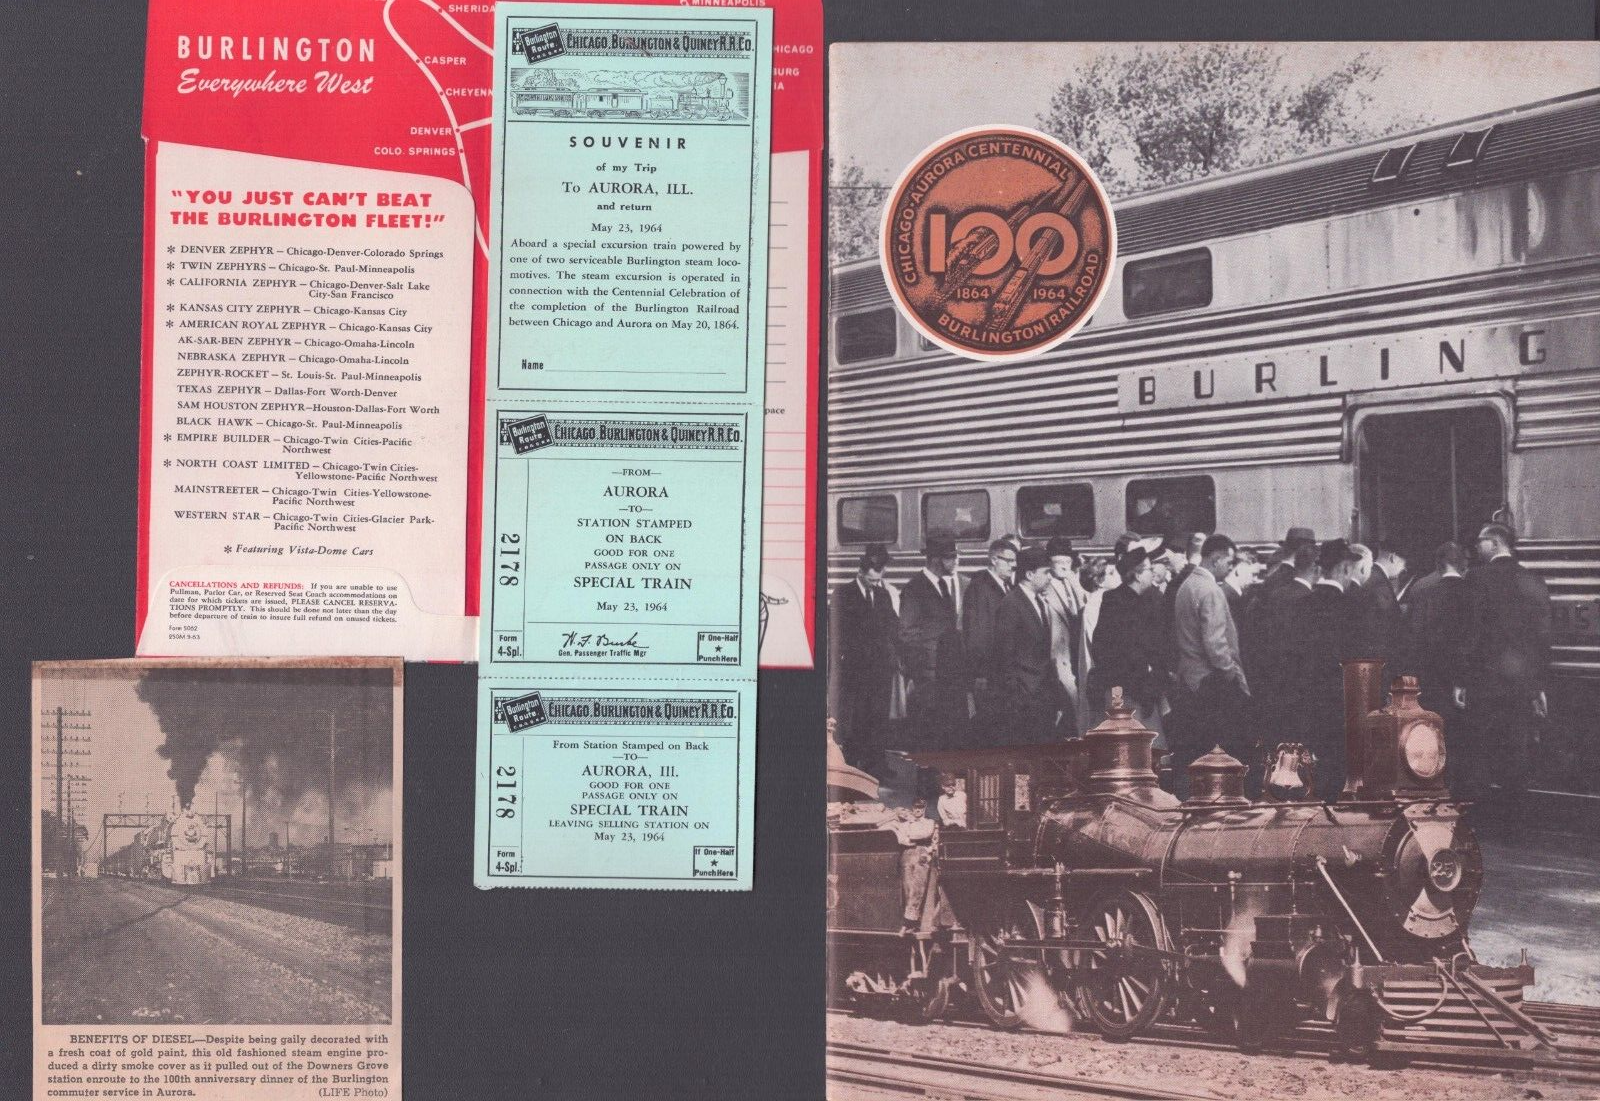 SHERIDA
MINNEAPOLIS
BURLINGTON
Everywhere West
CASPER
CHEYENN
DENVER
COLO. SPRINGS
HICAGO
BURG
IA
"YOU JUST CAN'T BEAT
THE BURLINGTON FLEET!"
* DENVER ZEPHYR — Chicago-Denver-Colorado Springs
* TWIN ZEPHYRS — Chicago-St. Paul-Minneapolis
* CALIFORNIA ZEPHYR — Chicago-Denver-Salt Lake
City-San Francisco
* KANSAS CITY ZEPHYR — Chicago-Kansas City
* AMERICAN ROYAL ZEPHYR — Chicago-Kansas City
AK-SAR-BEN ZEPHYR — Chicago-Omaha-Lincoln
NEBRASKA ZEPHYR — Chicago-Omaha-Lincoln
ZEPHYR-ROCKET — St. Louis-St. Paul-Minneapolis
TEXAS ZEPHYR — Dallas-Fort Worth-Denver
SAM HOUSTON ZEPHYR—Houston-Dallas-Fort Worth
BLACK HAWK — Chicago-St. Paul-Minneapolis
* EMPIRE BUILDER — Chicago-Twin Cities-Pacific
Northwest
* NORTH COAST LIMITED — Chicago-Twin Cities-
Yellowstone-Pacific Northwest
MAINSTREETER — Chicago-Twin Cities-Yellowstone-
Pacific Northwest
WESTERN STAR — Chicago-Twin Cities-Glacier Park-
Pacific Northwest
* Featuring Vista-Dome Cars
CANCELLATIONS AND REFUNDS: If you are unable to use
Pullman, Parlor Car, or Reserved Seat Coach accommodations on
date for which tickets are issued, PLEASE CANCEL RESERVA-
TIONS PROMPTLY. This should be done not later than the day
before departure of train to insure full refund on unused tickets.
Form 5062
250M 9-63
pace
Burlington
Route
CHICAGO, BURLINGTON & QUINCY R.R. CO.
SOUVENIR
of my Trip
To AURORA, ILL.
and return
May 23, 1964
Aboard a special excursion train powered by
one of two serviceable Burlington steam loco-
motives. The steam excursion is operated in
connection with the Centennial Celebration of
the completion of the Burlington Railroad
between Chicago and Aurora on May 20, 1864.
Name
Burlington
Route
CHICAGO, BURLINGTON & QUINCY R.R. CO.
—FROM—
AURORA
—TO—
STATION STAMPED
ON BACK
GOOD FOR ONE
PASSAGE ONLY ON
SPECIAL TRAIN
May 23, 1964
2178
Form
4-Spl.
Gen. Passenger Traffic Mgr
If One-Half
★
Punch Here
Burlington
Route
CHICAGO, BURLINGTON & QUINCY R.R. CO.
From Station Stamped on Back
—TO—
AURORA, Ill.
GOOD FOR ONE
PASSAGE ONLY ON
SPECIAL TRAIN
LEAVING SELLING STATION ON
May 23, 1964
2178
Form
4-Spl.
If One-Half
★
Punch Here
BENEFITS OF DIESEL—Despite being gaily decorated with
a fresh coat of gold paint, this old fashioned steam engine pro-
duced a dirty smoke cover as it pulled out of the Downers Grove
station enroute to the 100th anniversary dinner of the Burlington
commuter service in Aurora. (LIFE Photo)
CHICAGO-AURORA CENTENNIAL
100
1864 1964
BURLINGTON RAILROAD
BURLING
25